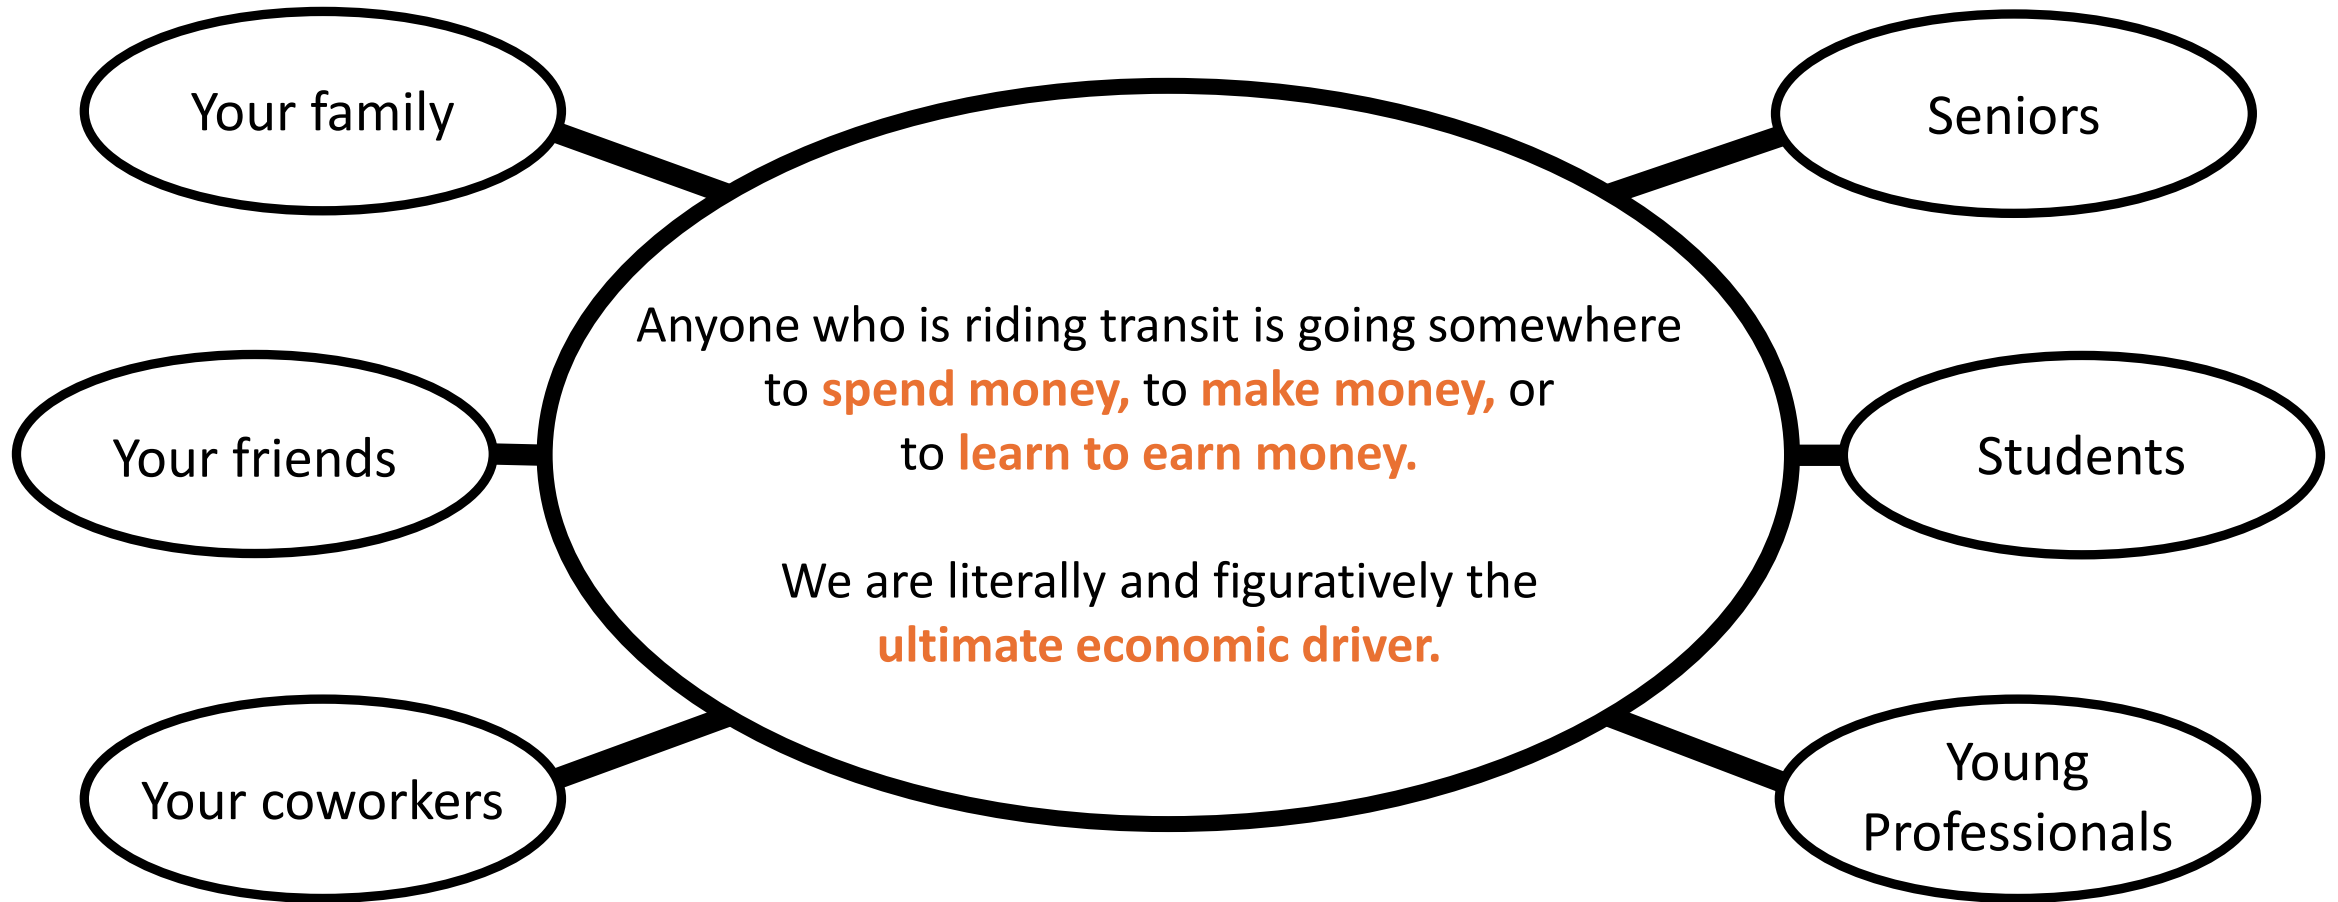 Your family
Your friends
Your coworkers
Anyone who is riding transit is going somewhere
to spend money, to make money, or
to learn to earn money.
We are literally and figuratively the
ultimate economic driver.
Seniors
Students
Young
Professionals